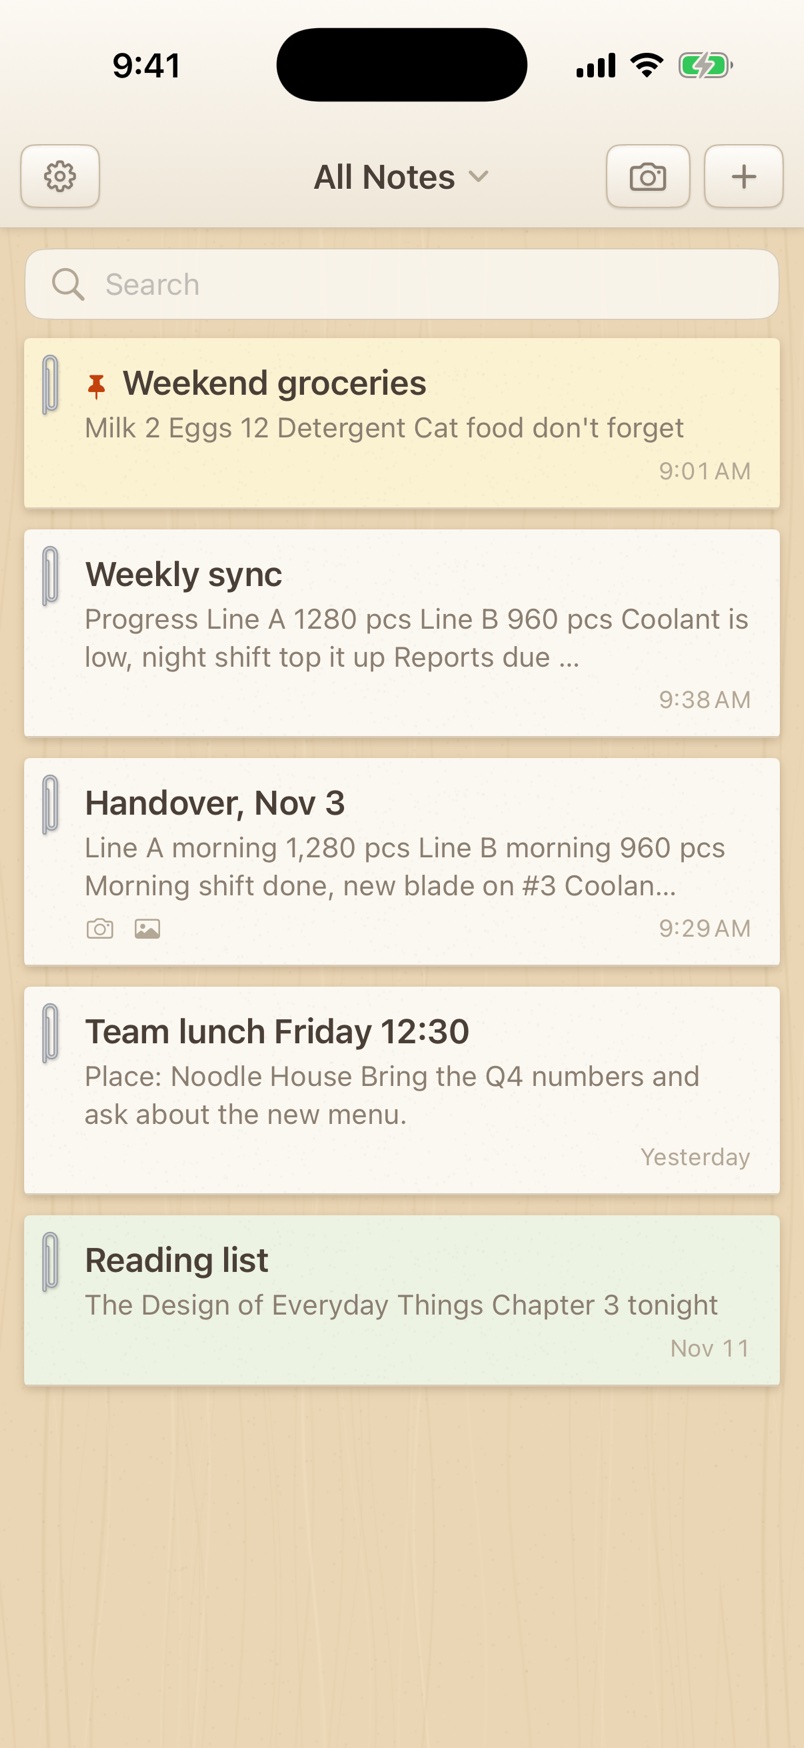 9:41
All Notes
Search
Weekend groceries
Milk 2 Eggs 12 Detergent Cat food don't forget
9:01 AM
Weekly sync
Progress Line A 1280 pcs Line B 960 pcs Coolant is
low, night shift top it up Reports due ...
9:38 AM
Handover, Nov 3
Line A morning 1,280 pcs Line B morning 960 pcs
Morning shift done, new blade on #3 Coolan...
9:29 AM
Team lunch Friday 12:30
Place: Noodle House Bring the Q4 numbers and
ask about the new menu.
Yesterday
Reading list
The Design of Everyday Things Chapter 3 tonight
Nov 11